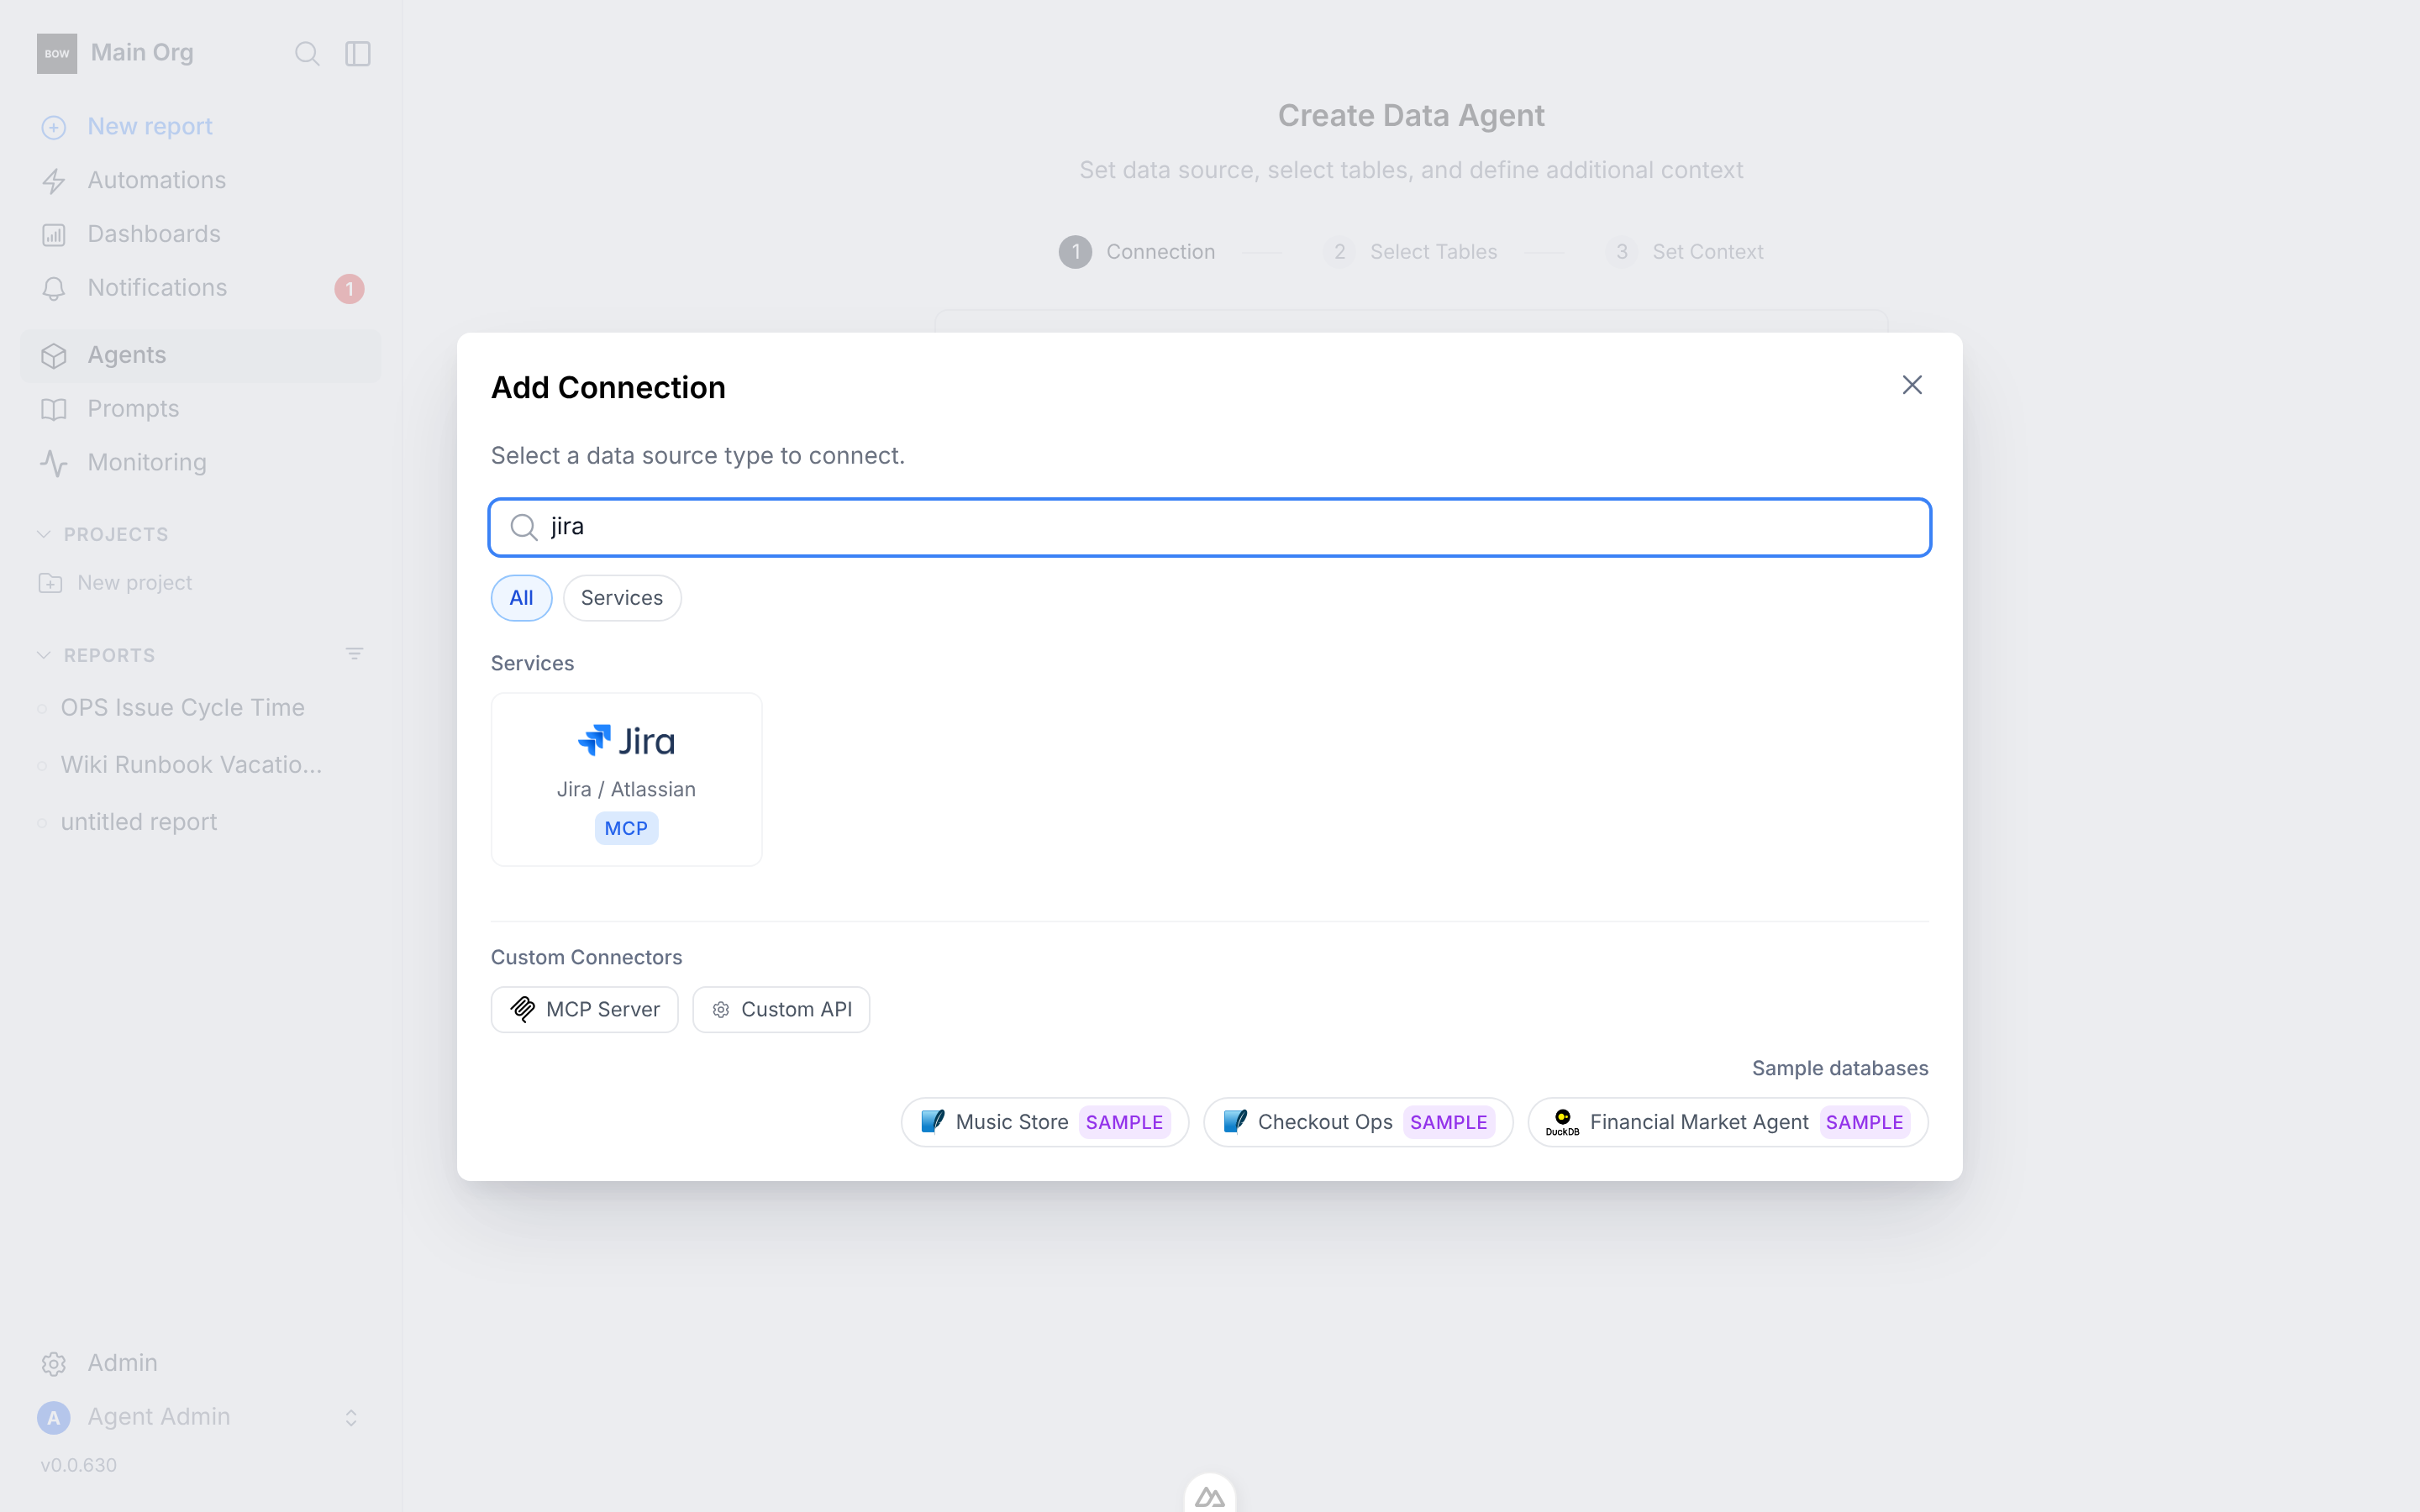 BOW
Main Org
New report
Automations
Dashboards
Notifications
1
Agents
Prompts
Monitoring
PROJECTS
New project
REPORTS
OPS Issue Cycle Time
Wiki Runbook Vacatio...
untitled report
Admin
A
Agent Admin
v0.0.630
Create Data Agent
Set data source, select tables, and define additional context
1 Connection 2 Select Tables 3 Set Context
Add Connection
Select a data source type to connect.
jira
All Services
Services
Jira
Jira / Atlassian
MCP
Custom Connectors
MCP Server Custom API
Sample databases
Music Store SAMPLE Checkout Ops SAMPLE DuckDB Financial Market Agent SAMPLE